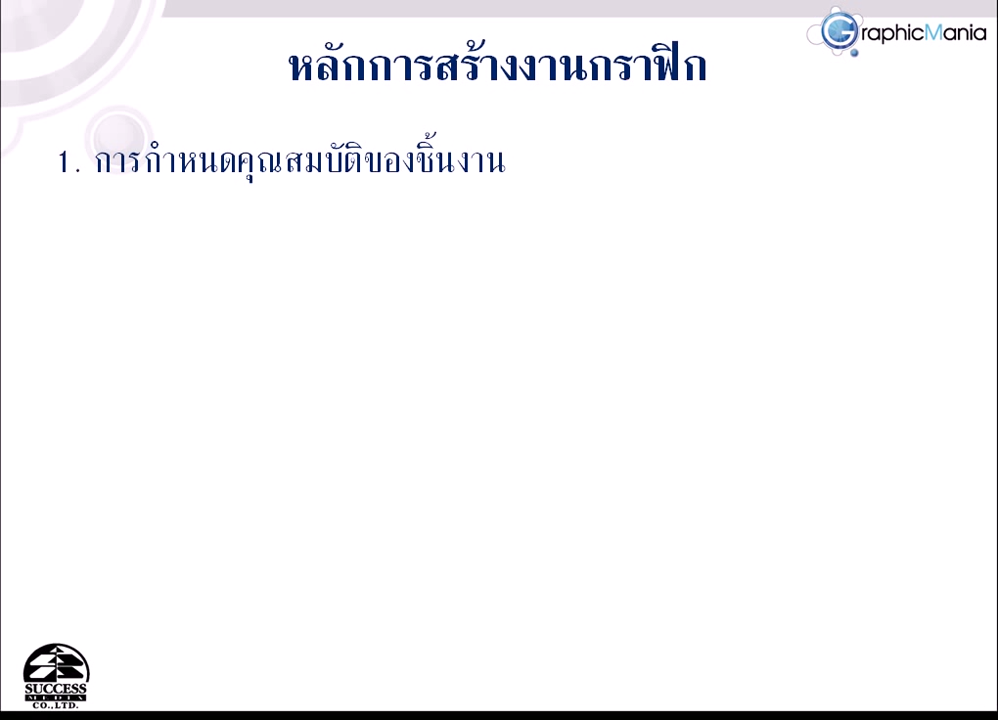 GraphicMania
หลักการสร้างงานกราฟิก
1. การกำหนดคุณสมบัติของชิ้นงาน
SUCCESS
MEDIA
CO.,LTD.